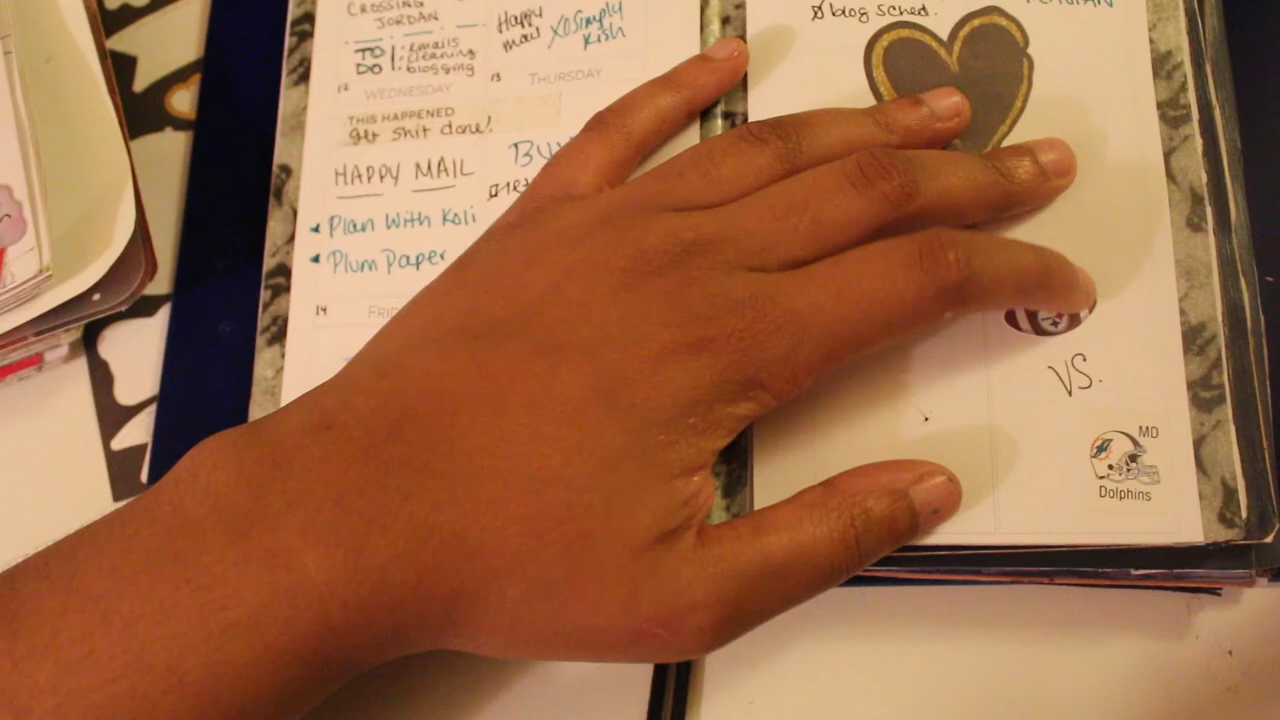 CROSSING
JORDAN
TO DO
: emails
: cleaning
: blogging
Happy
mail
XOSimply
Kish
12 WEDNESDAY
THIS HAPPENED
get shit done!
HAPPY MAIL
Plan With Koli
Plum Paper
13 THURSDAY
14
blog sched.
VS.
MD
Dolphins